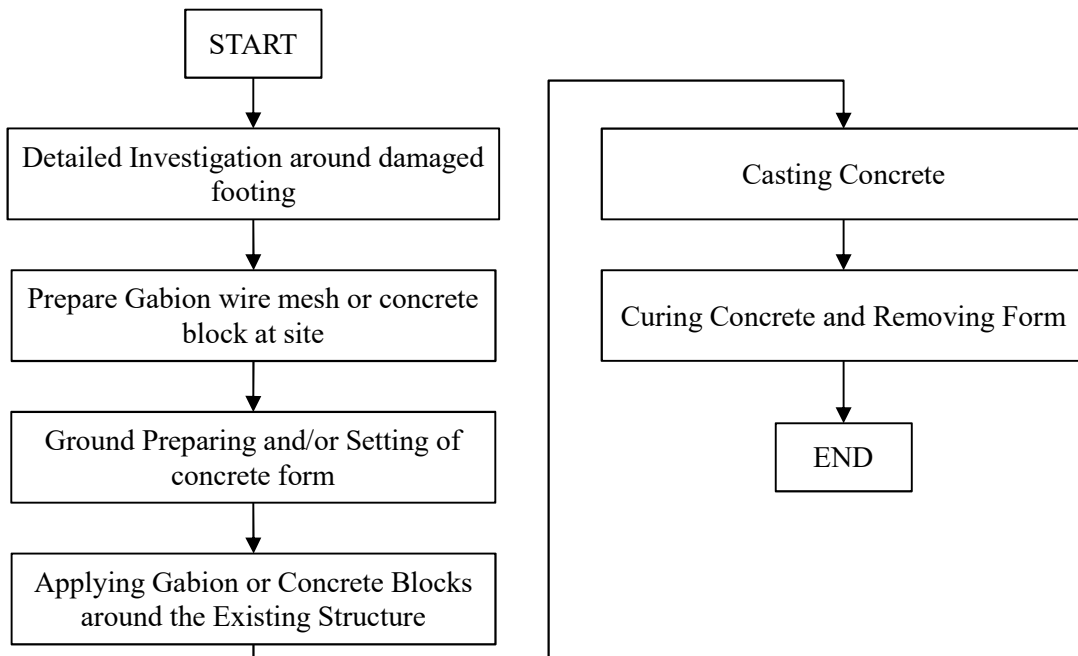 START
Detailed Investigation around damaged
footing
Prepare Gabion wire mesh or concrete
block at site
Ground Preparing and/or Setting of
concrete form
Applying Gabion or Concrete Blocks
around the Existing Structure
Casting Concrete
Curing Concrete and Removing Form
END